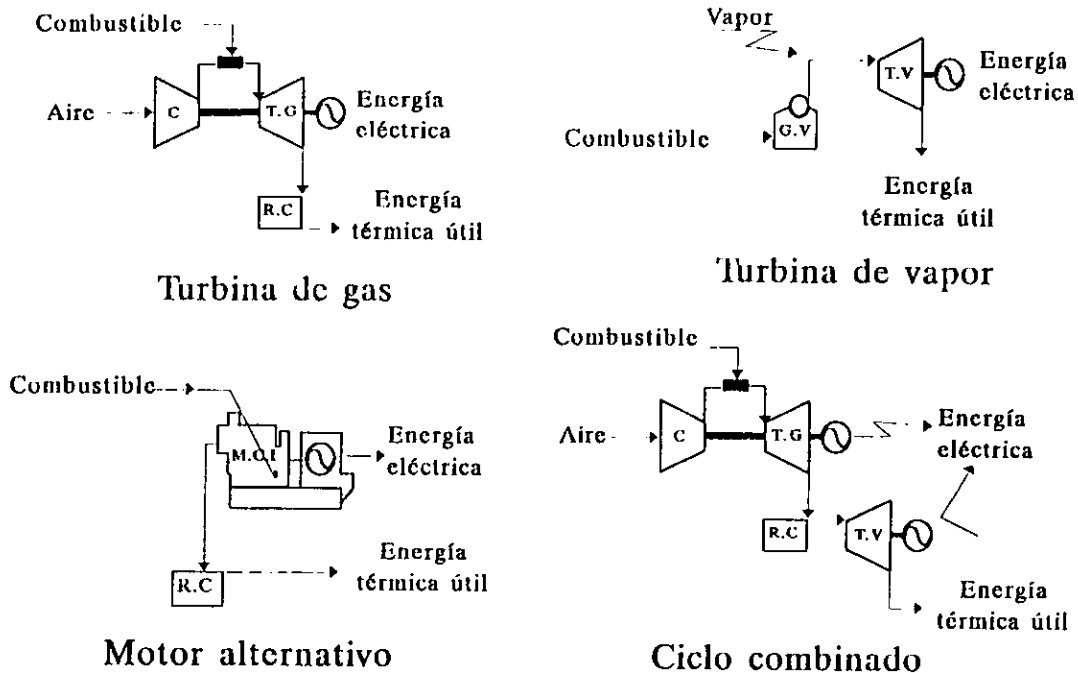 Combustible
Aire
C
T.G
Energía
eléctrica
R.C
Energía
térmica útil
Turbina de gas
Vapor
T.V
Energía
eléctrica
Combustible
G.V
Energía
térmica útil
Turbina de vapor
Combustible
M.C.I
Energía
eléctrica
R.C
Energía
térmica útil
Motor alternativo
Combustible
Aire
C
T.G
Energía
eléctrica
R.C
T.V
Energía
térmica útil
Ciclo combinado